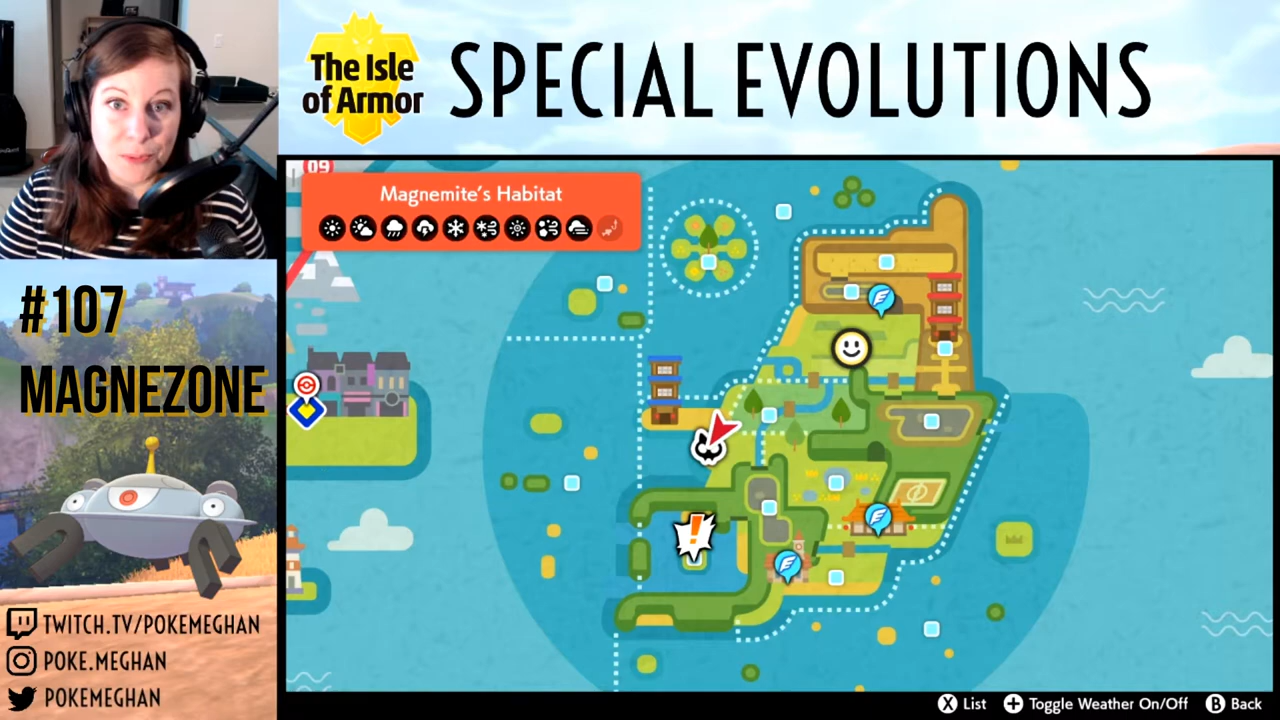 The Isle
of Armor
SPECIAL EVOLUTIONS
09
Magnemite's Habitat
#107
MAGNEZONE
TWITCH.TV/POKEMEGHAN
POKE.MEGHAN
POKEMEGHAN
X List + Toggle Weather On/Off B Back